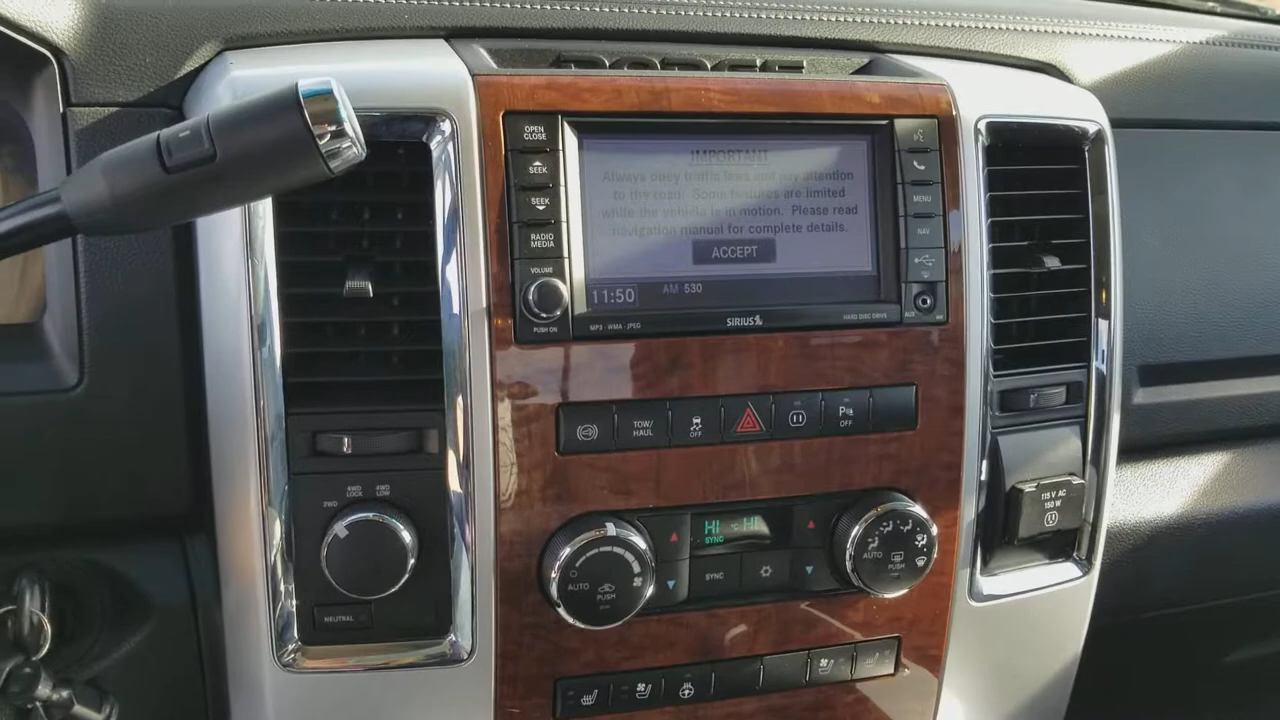 DODGE
OPEN
CLOSE
SEEK
SEEK
RADIO
MEDIA
VOLUME
PUSH ON
IMPORTANT
Always obey traffic laws and pay attention
to the road. Some features are limited
while the vehicle is in motion. Please read
navigation manual for complete details.
ACCEPT
11:50
AM 530
MP3 · WMA · JPEG
SIRIUS
HARD DISC DRIVE
MENU
NAV
AUX
TOW/
HAUL
OFF
P
OFF
2WD
4WD
LOCK
4WD
LOW
NEUTRAL
AUTO
PUSH
HI °C HI
SYNC
SYNC
AUTO
PUSH
115 V AC
150 W